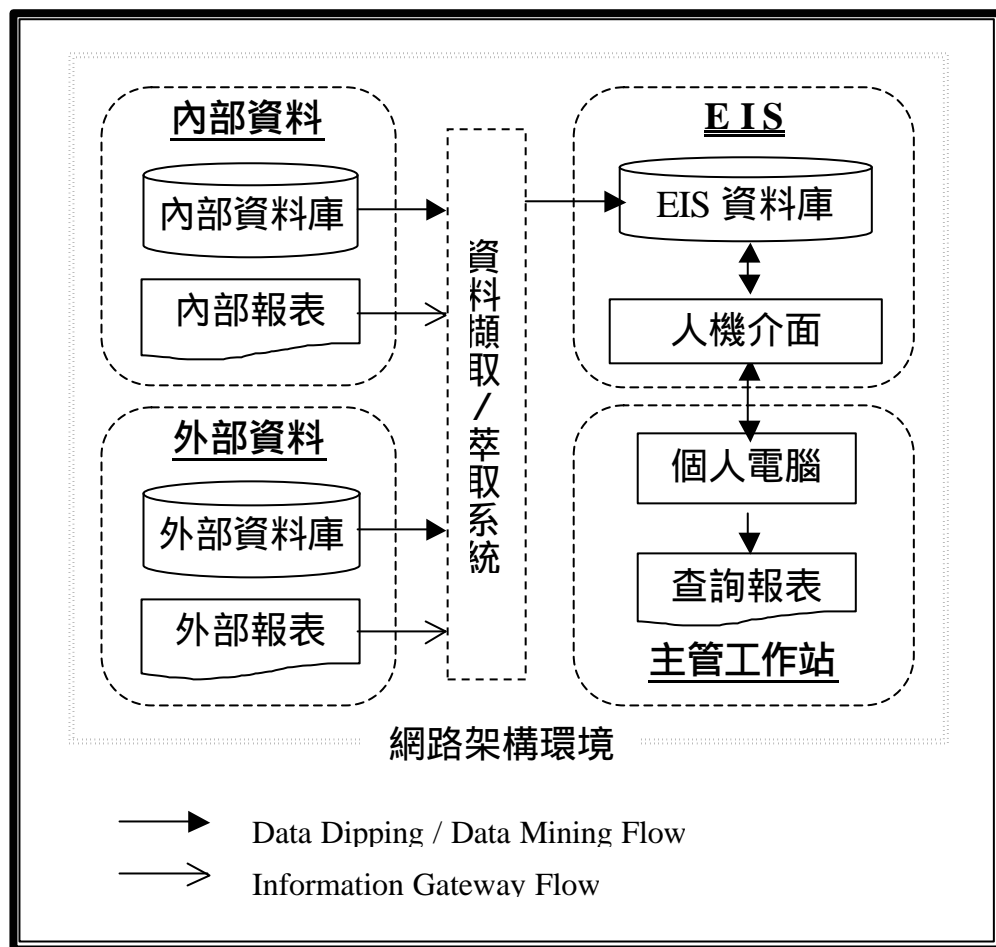 內部資料
內部資料庫
內部報表
外部資料
外部資料庫
外部報表
資料擷取/萃取系統
E I S
EIS 資料庫
人機介面
個人電腦
查詢報表
主管工作站
網路架構環境
Data Dipping / Data Mining Flow
Information Gateway Flow